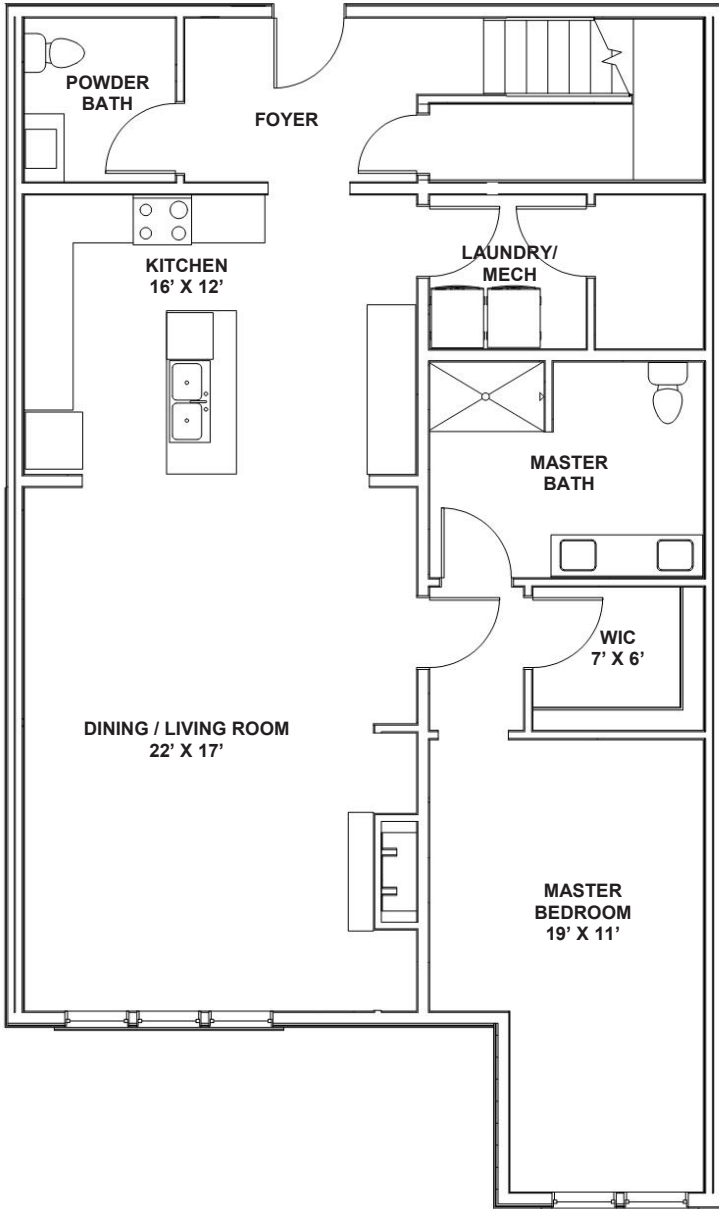 POWDER
BATH
FOYER
KITCHEN
16’ X 12’
LAUNDRY/
MECH
MASTER
BATH
WIC
7’ X 6’
DINING / LIVING ROOM
22’ X 17’
MASTER
BEDROOM
19’ X 11’